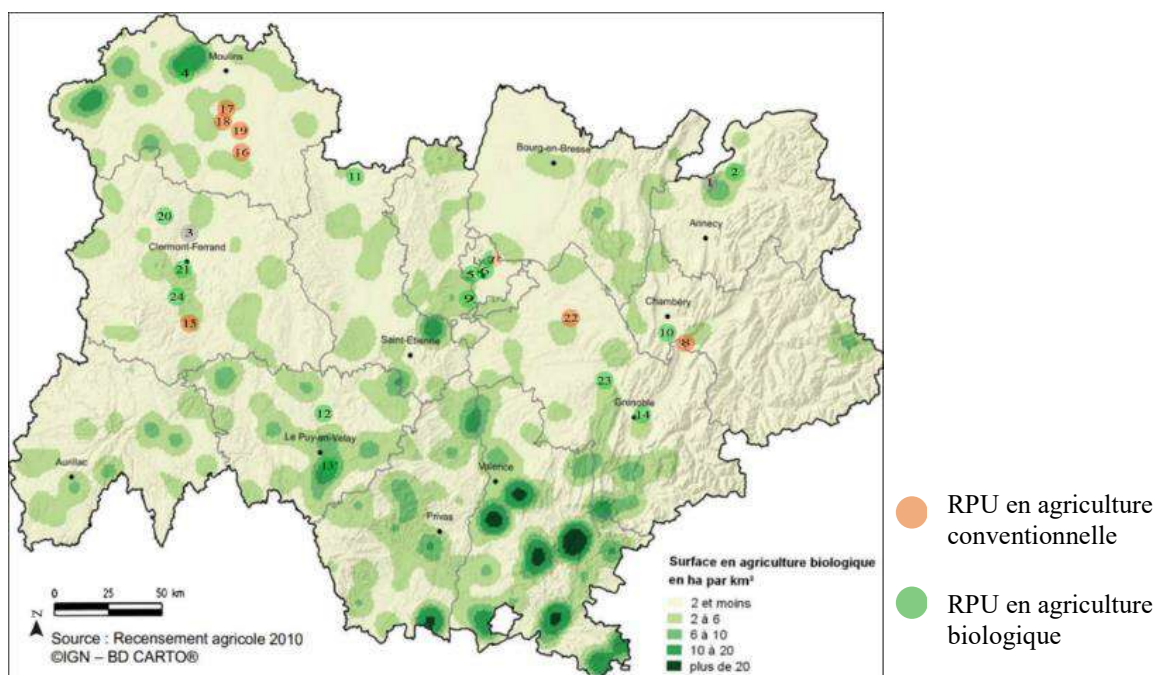 Moulins
4
17
18
19
16
Bourg-en-Bresse
11
1
2
20
3
Annecy
Clermont-Ferrand
21
5
6
24
9
Chambéry
22
10
8
15
Saint-Etienne
23
12
Grenoble
14
Le Puy-en-Velay
13
Aurillac
Valence
Privas
Surface en agriculture biologique
en ha par km²
2 et moins
2 à 6
6 à 10
10 à 20
plus de 20
0 25 50 km
N
Source : Recensement agricole 2010
©IGN – BD CARTO®
RPU en agriculture
conventionnelle
RPU en agriculture
biologique